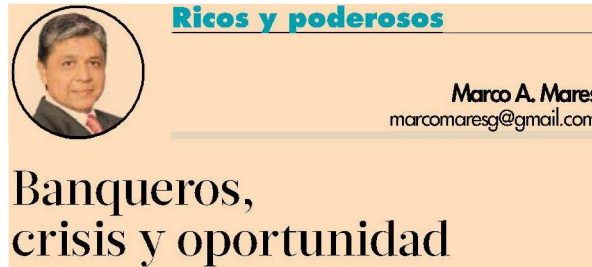 Ricos y poderosos
Marco A. Mares
marcomaresg@gmail.com
Banqueros,
crisis y oportunidad